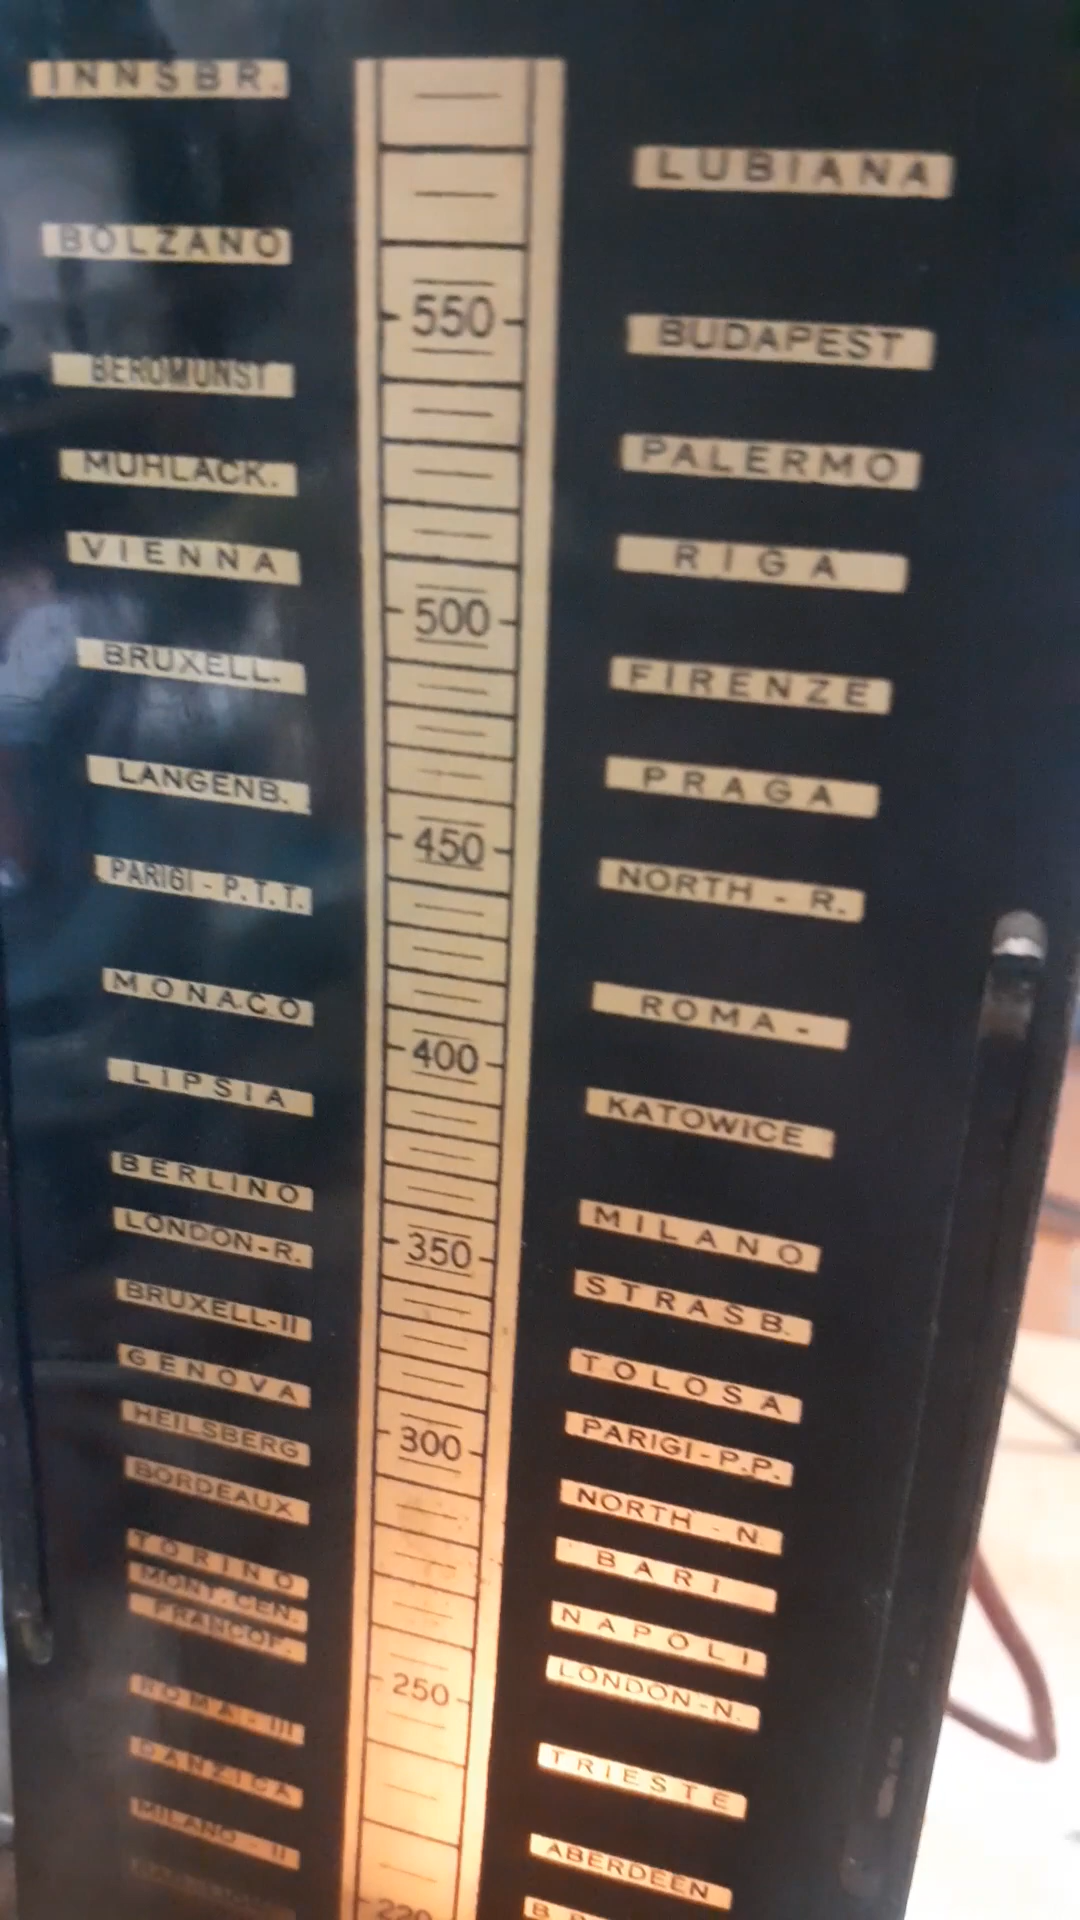 INNSBR.
LUBIANA
BOLZANO
550
BUDAPEST
BEROMUNST
PALERMO
MUHLACK.
VIENNA
RIGA
500
BRUXELL.
FIRENZE
LANGENB.
PRAGA
450
PARIGI - P.T.T.
NORTH - R.
MONACO
ROMA -
400
LIPSIA
KATOWICE
BERLINO
MILANO
LONDON-R.
350
BRUXELL-II
STRASB.
GENOVA
TOLOSA
HEILSBERG
300
PARIGI-P.P.
BORDEAUX
NORTH - N.
TORINO
BARI
MONT.CEN.
FRANCOF.
NAPOLI
250
LONDON-N.
ROMA - III
DANZICA
TRIESTE
MILANO - II
ABERDEEN
220